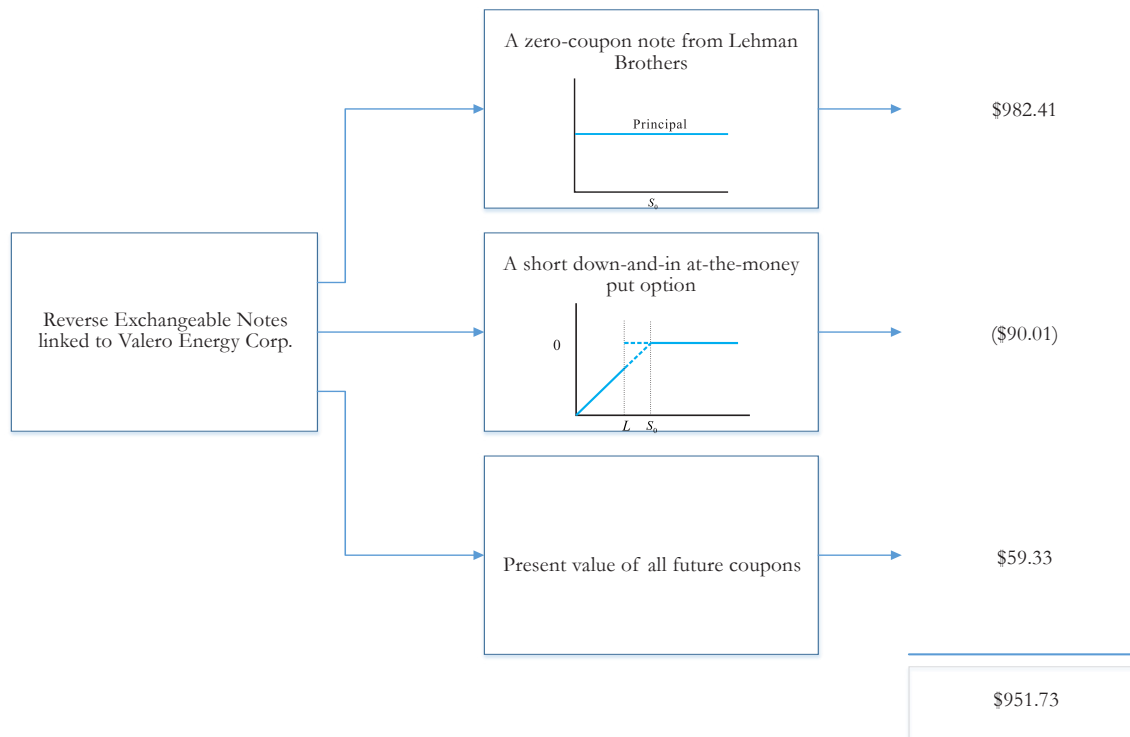 A zero-coupon note from Lehman
Brothers
Principal
S₀
$982.41
Reverse Exchangeable Notes
linked to Valero Energy Corp.
A short down-and-in at-the-money
put option
0
L S₀
($90.01)
Present value of all future coupons
$59.33
$951.73